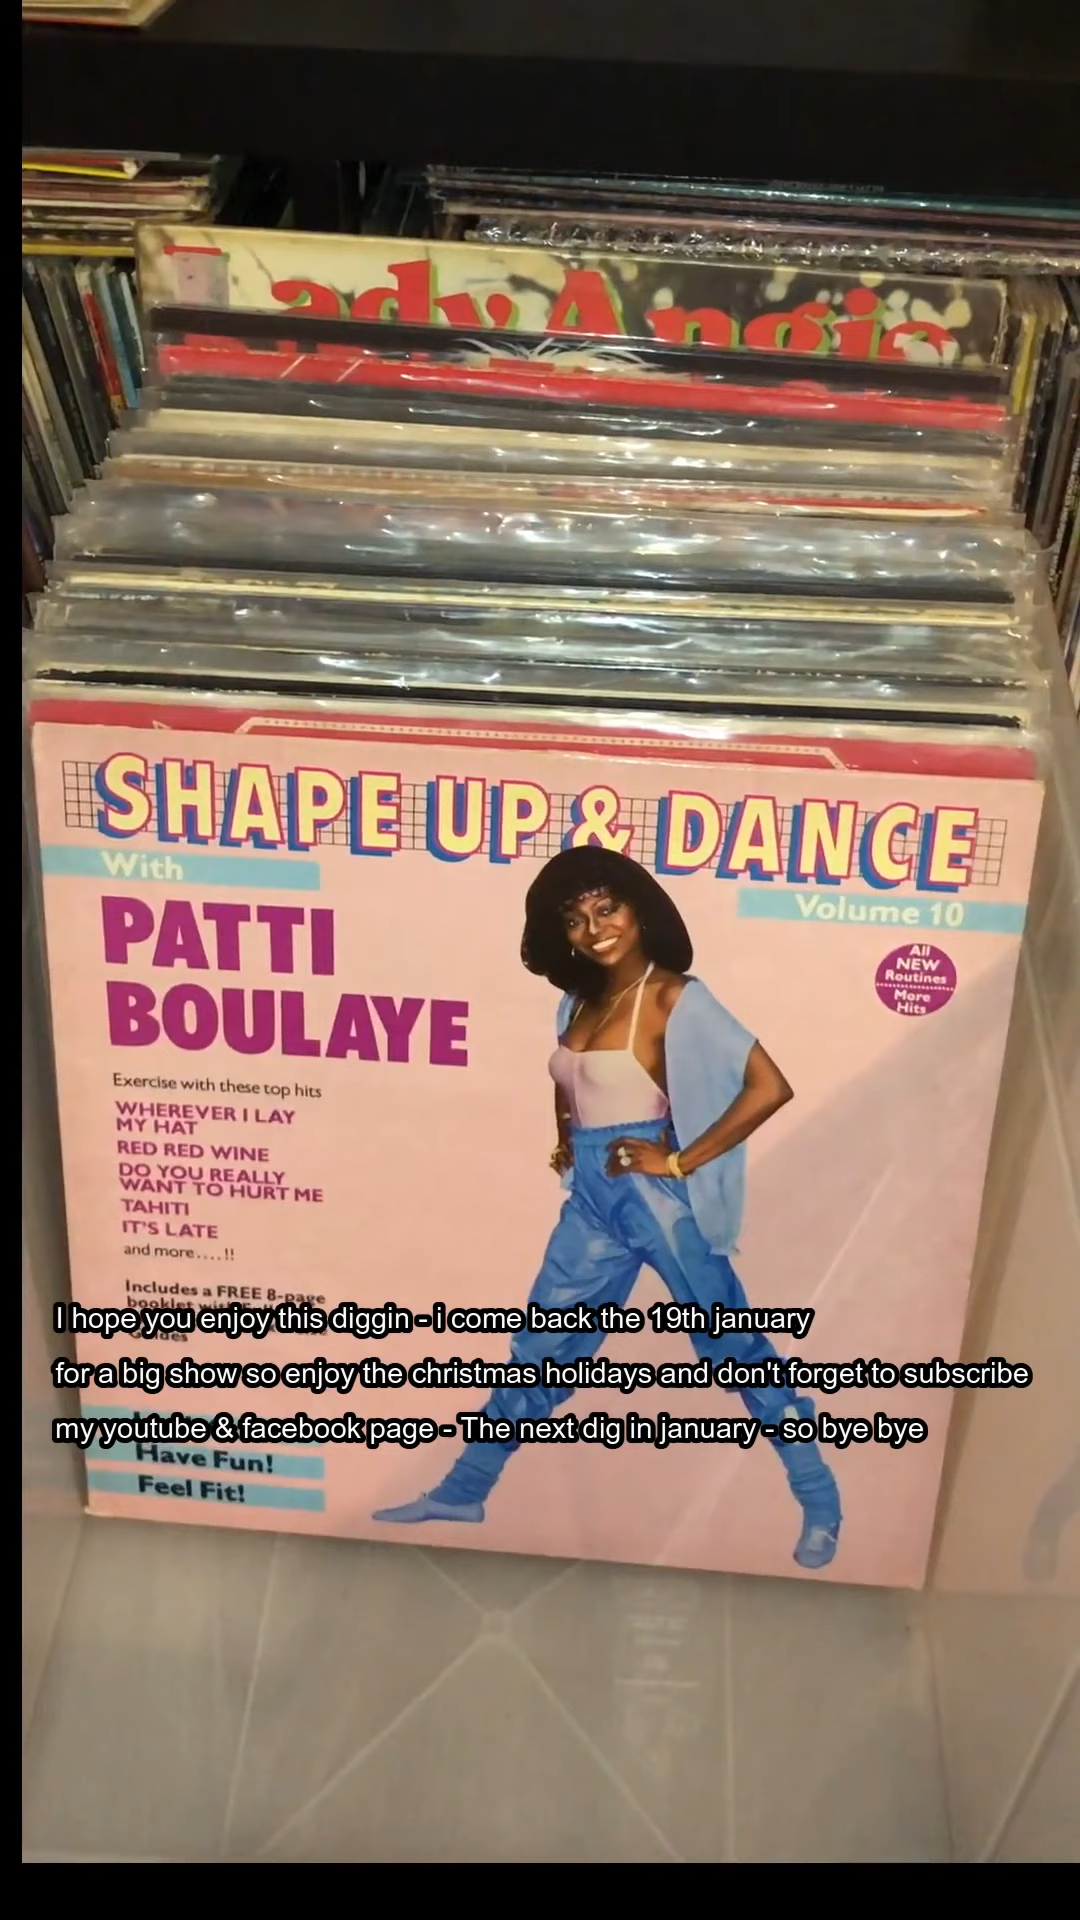 Lady Angie
SHAPE UP & DANCE
With
Volume 10
PATTI
BOULAYE
All
NEW
Routines
More
Hits
Exercise with these top hits
WHEREVER I LAY
MY HAT
RED RED WINE
DO YOU REALLY
WANT TO HURT ME
TAHITI
IT'S LATE
and more....!!
Includes a FREE 8-page
booklet
I hope you enjoy this diggin - i come back the 19th january
for a big show so enjoy the christmas holidays and don't forget to subscribe
my youtube & facebook page - The next dig in january - so bye bye
Have Fun!
Feel Fit!